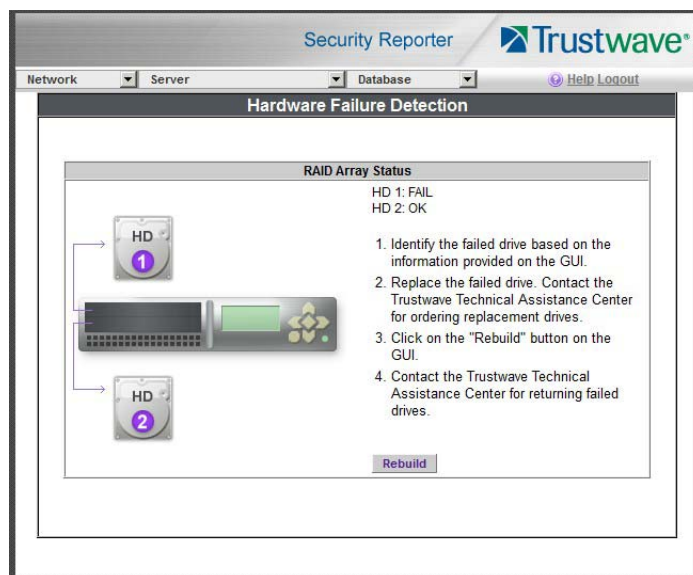 Security Reporter
Trustwave®
Network
Server
Database
Help Logout
Hardware Failure Detection
RAID Array Status
HD 1: FAIL
HD 2: OK
HD
1
1. Identify the failed drive based on the
information provided on the GUI.
2. Replace the failed drive. Contact the
Trustwave Technical Assistance Center
for ordering replacement drives.
3. Click on the "Rebuild" button on the
GUI.
4. Contact the Trustwave Technical
Assistance Center for returning failed
drives.
HD
2
Rebuild